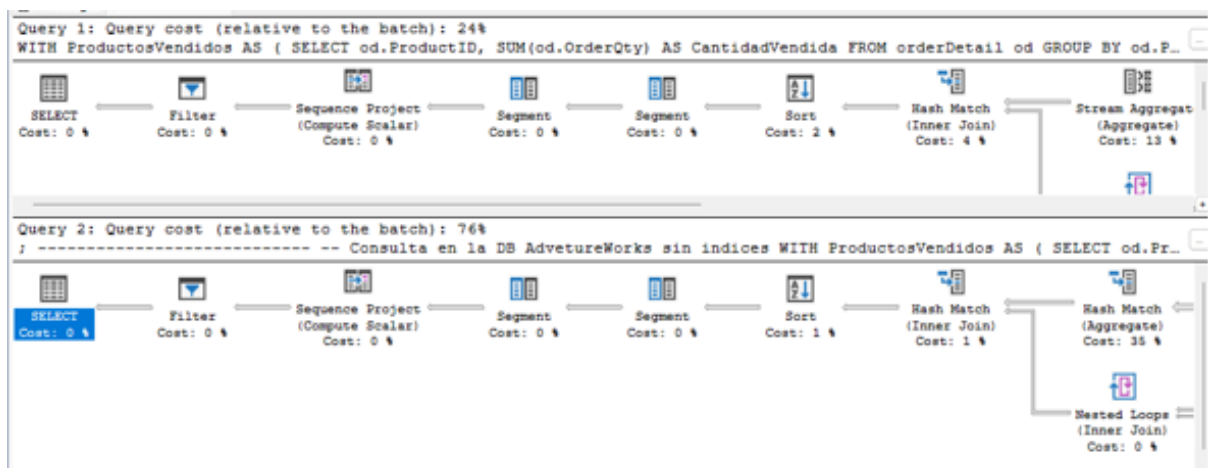 Query 1: Query cost (relative to the batch): 24%
WITH ProductosVendidos AS ( SELECT od.ProductID, SUM(od.OrderQty) AS CantidadVendida FROM orderDetail od GROUP BY od.P…
SELECT
Cost: 0 %
Filter
Cost: 0 %
Sequence Project
(Compute Scalar)
Cost: 0 %
Segment
Cost: 0 %
Segment
Cost: 0 %
Sort
Cost: 2 %
Hash Match
(Inner Join)
Cost: 4 %
Stream Aggregat
(Aggregate)
Cost: 13 %
Query 2: Query cost (relative to the batch): 76%
; ------------------------------ -- Consulta en la DB AdvetureWorks sin indices WITH ProductosVendidos AS ( SELECT od.Pr…
SELECT
Cost: 0 %
Filter
Cost: 0 %
Sequence Project
(Compute Scalar)
Cost: 0 %
Segment
Cost: 0 %
Segment
Cost: 0 %
Sort
Cost: 1 %
Hash Match
(Inner Join)
Cost: 1 %
Hash Match
(Aggregate)
Cost: 35 %
Nested Loops
(Inner Join)
Cost: 0 %